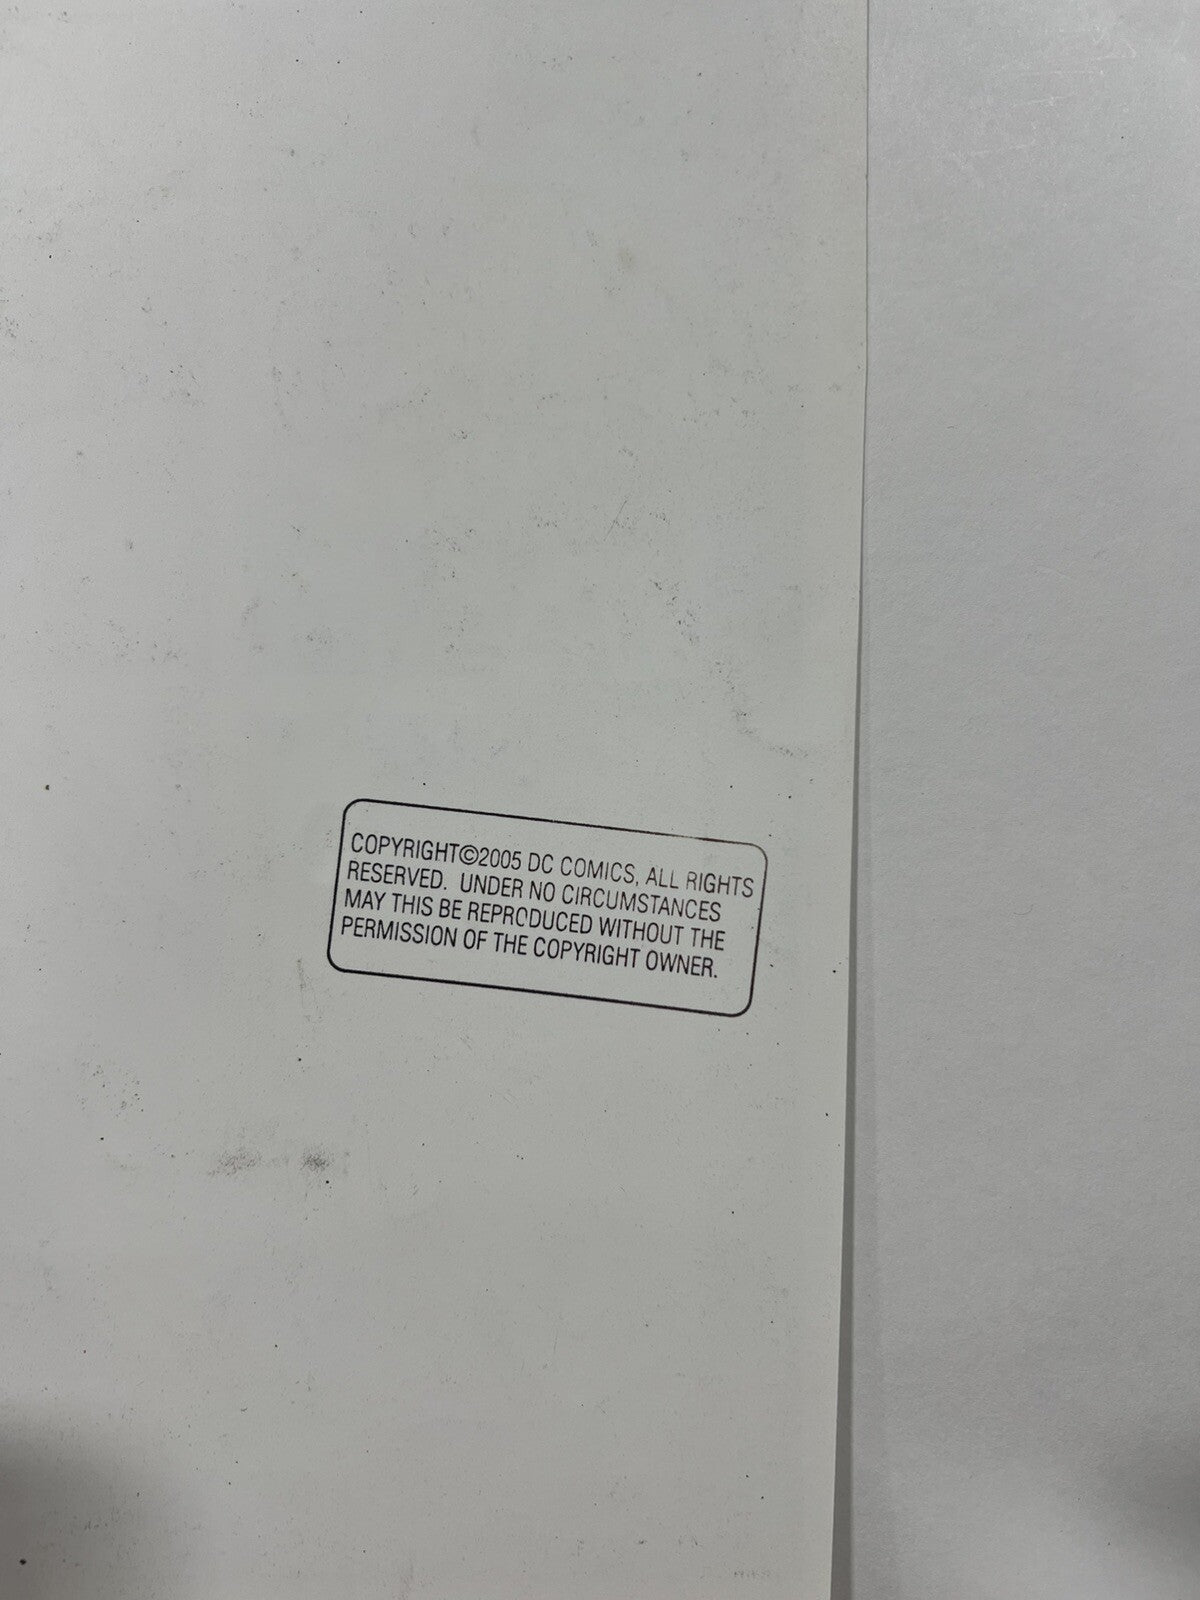 COPYRIGHT©2005 DC COMICS, ALL RIGHTS
RESERVED. UNDER NO CIRCUMSTANCES
MAY THIS BE REPRODUCED WITHOUT THE
PERMISSION OF THE COPYRIGHT OWNER.